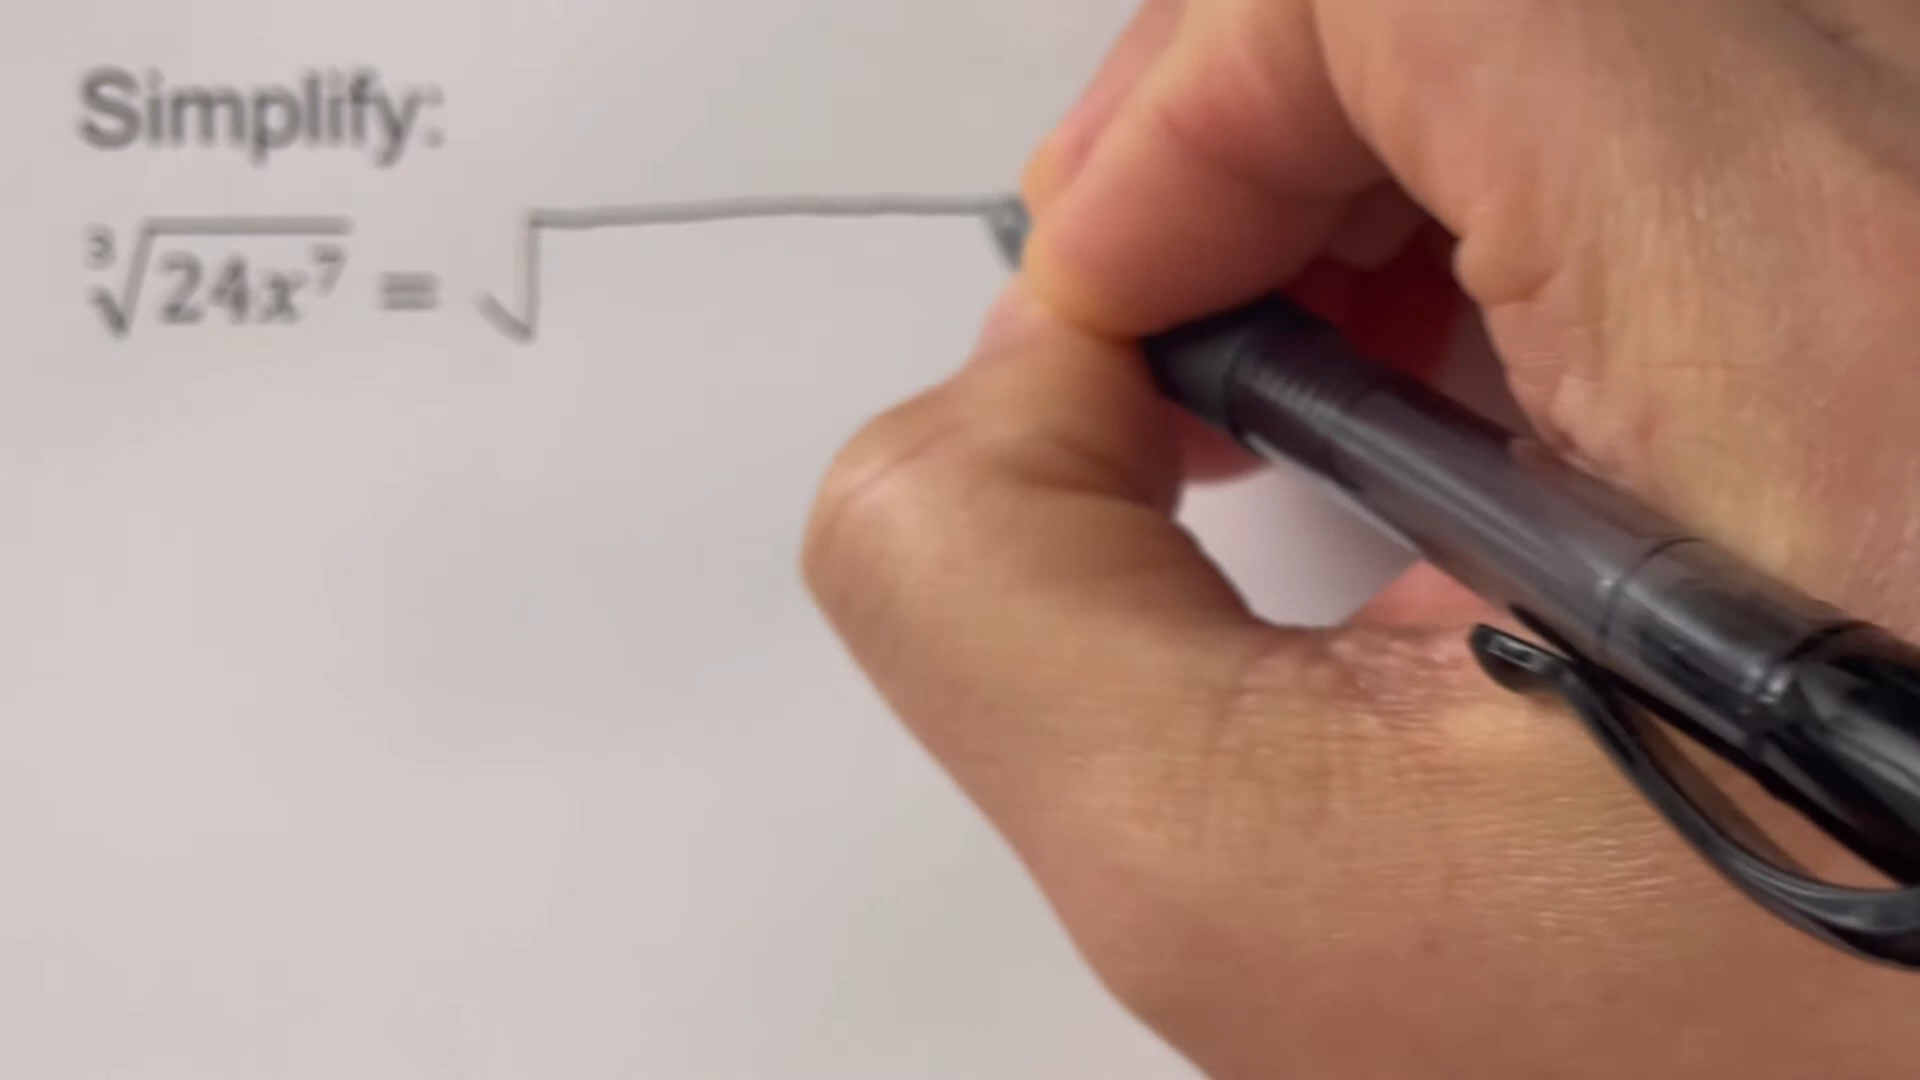 Simplify:
∛24x⁷ = √